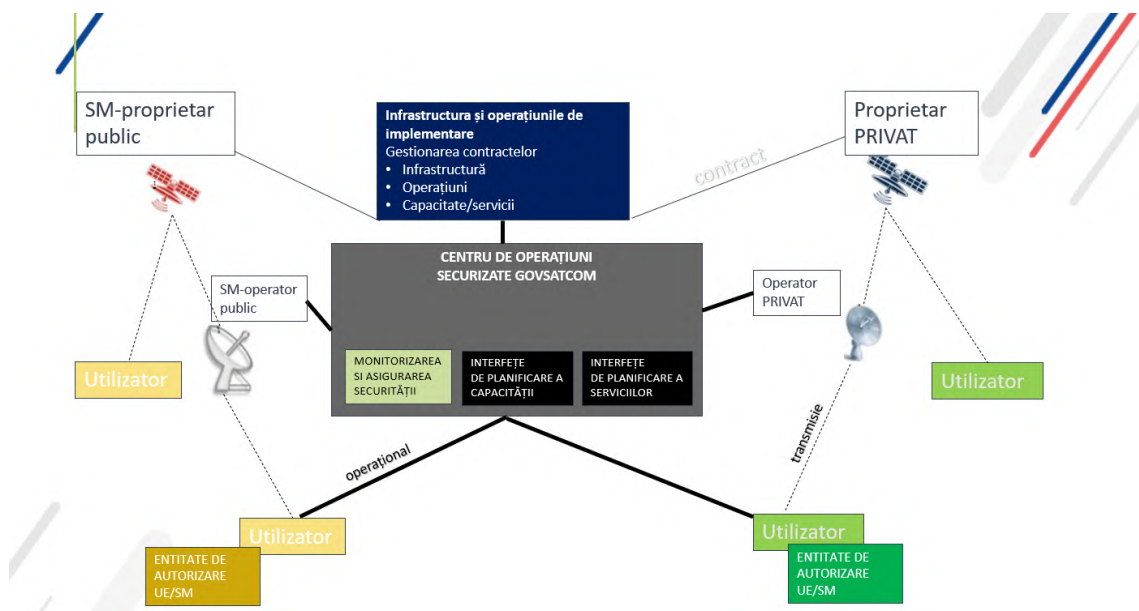 SM-proprietar
public
Infrastructura și operațiunile de
implementare
Gestionarea contractelor
• Infrastructură
• Operațiuni
• Capacitate/servicii
Proprietar
PRIVAT
contract
CENTRU DE OPERAȚIUNI
SECURIZATE GOVSATCOM
SM-operator
public
Operator
PRIVAT
MONITORIZAREA
SI ASIGURAREA
SECURITĂȚII
INTERFEȚE
DE PLANIFICARE A
CAPACITĂȚII
INTERFEȚE
DE PLANIFICARE A
SERVICIILOR
Utilizator
Utilizator
operațional
transmisie
Utilizator
Utilizator
ENTITATE DE
AUTORIZARE
UE/SM
ENTITATE DE
AUTORIZARE
UE/SM